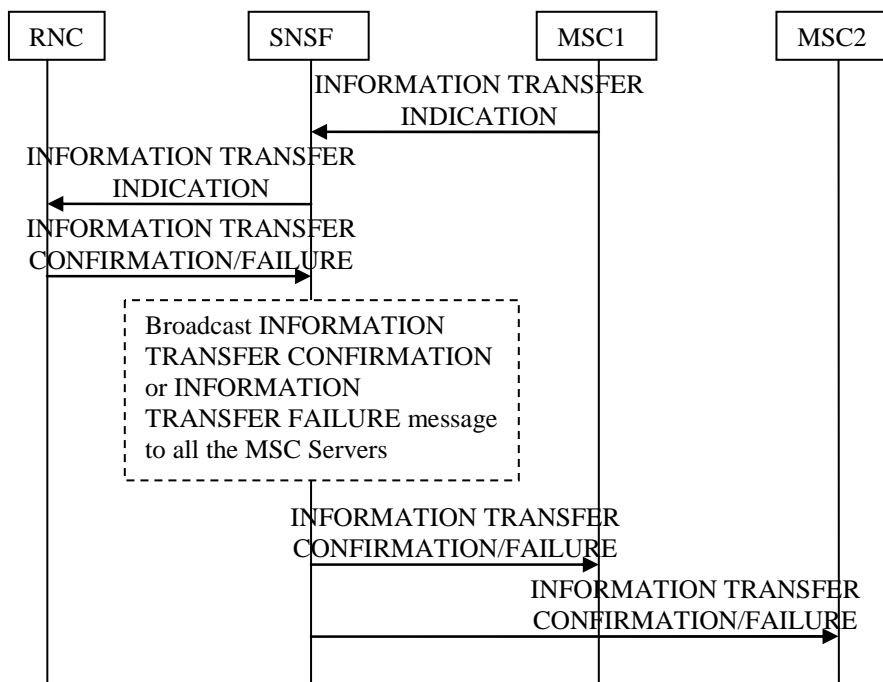 RNC
SNSF
MSC1
MSC2
INFORMATION TRANSFER
INDICATION
INFORMATION TRANSFER
INDICATION
INFORMATION TRANSFER
CONFIRMATION/FAILURE
Broadcast INFORMATION
TRANSFER CONFIRMATION
or INFORMATION
TRANSFER FAILURE message
to all the MSC Servers
INFORMATION TRANSFER
CONFIRMATION/FAILURE
INFORMATION TRANSFER
CONFIRMATION/FAILURE